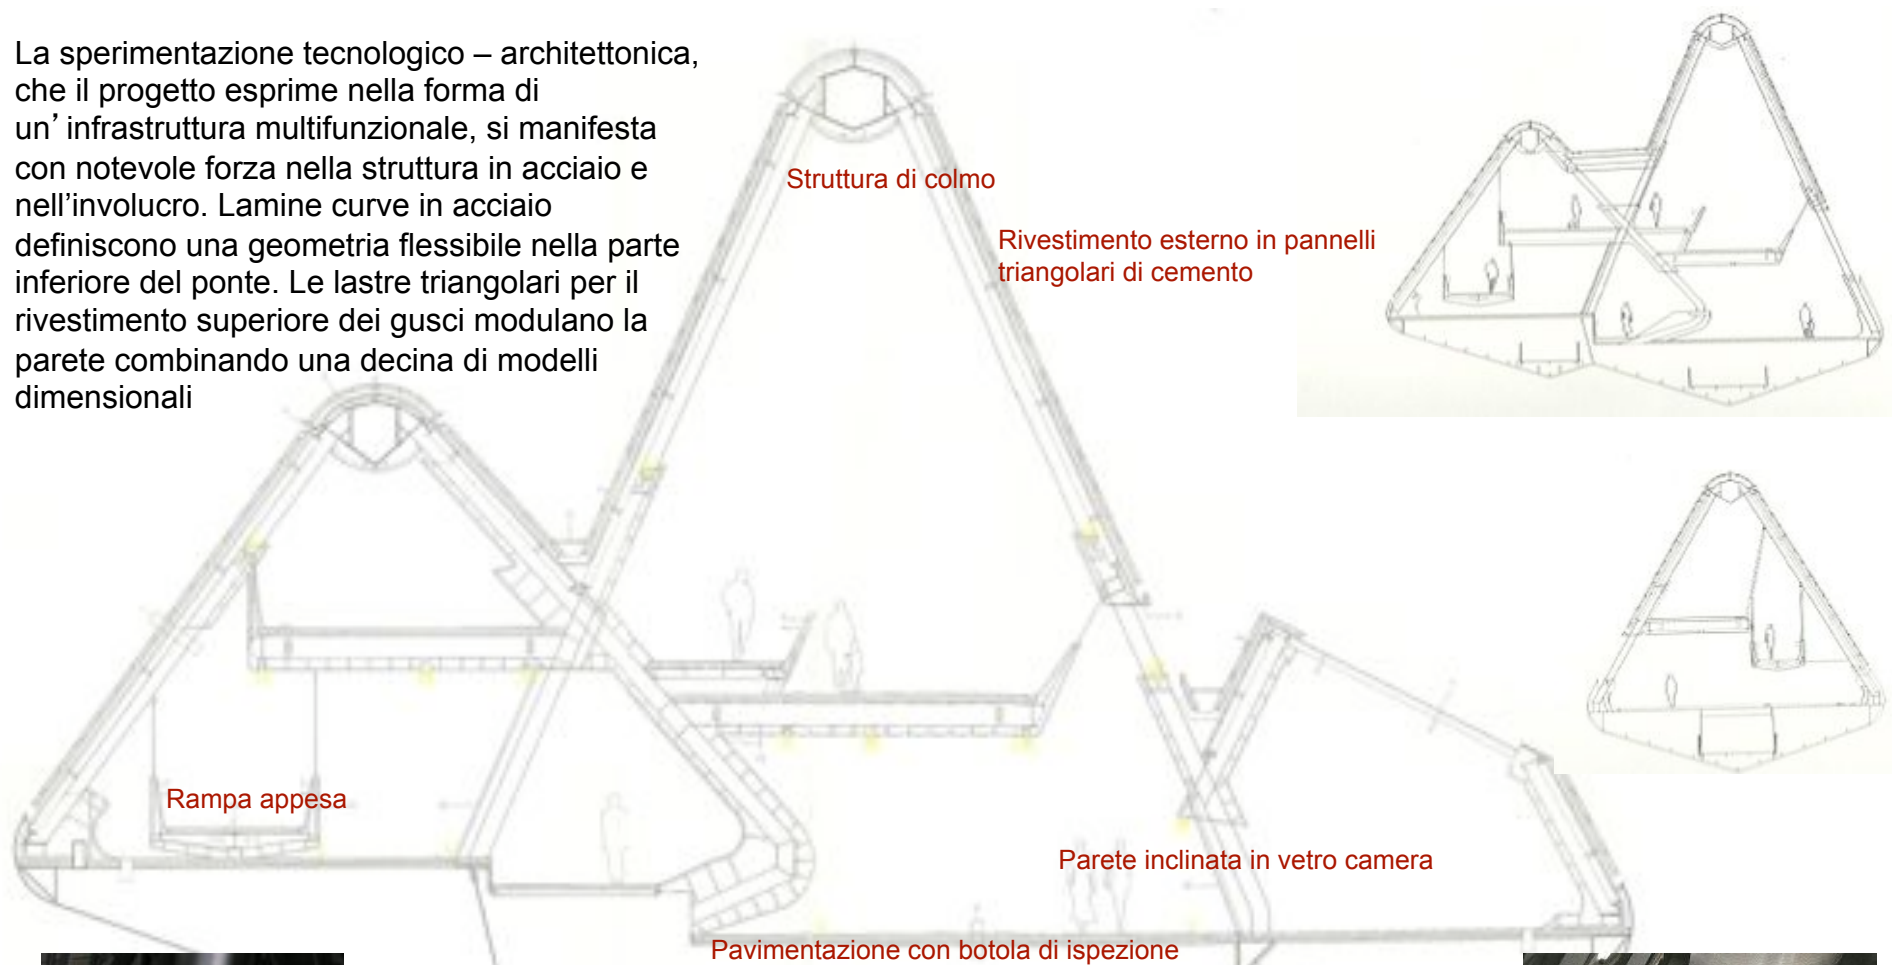 La sperimentazione tecnologico – architettonica,
che il progetto esprime nella forma di
un’ infrastruttura multifunzionale, si manifesta
con notevole forza nella struttura in acciaio e
nell’involucro. Lamine curve in acciaio
definiscono una geometria flessibile nella parte
inferiore del ponte. Le lastre triangolari per il
rivestimento superiore dei gusci modulano la
parete combinando una decina di modelli
dimensionali
Struttura di colmo
Rivestimento esterno in pannelli
triangolari di cemento
Rampa appesa
Parete inclinata in vetro camera
Pavimentazione con botola di ispezione